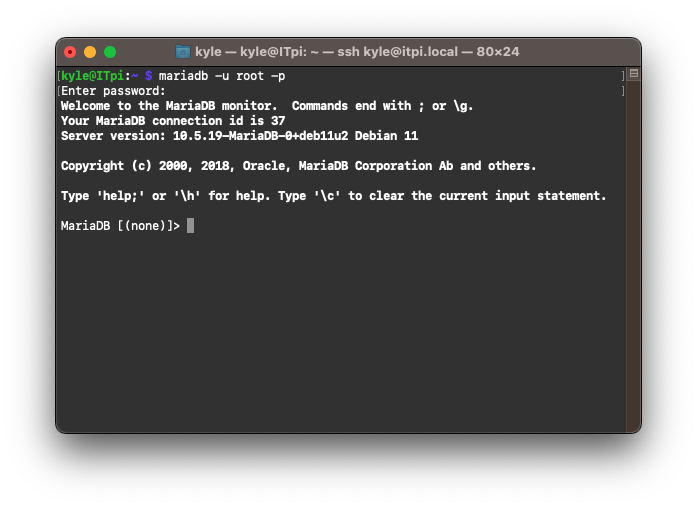 kyle — kyle@ITpi: ~ — ssh kyle@itpi.local — 80×24
[kyle@ITpi:~ $ mariadb -u root -p ]
[Enter password: ]
Welcome to the MariaDB monitor.  Commands end with ; or \g.
Your MariaDB connection id is 37
Server version: 10.5.19-MariaDB-0+deb11u2 Debian 11
Copyright (c) 2000, 2018, Oracle, MariaDB Corporation Ab and others.
Type 'help;' or '\h' for help. Type '\c' to clear the current input statement.
MariaDB [(none)]>